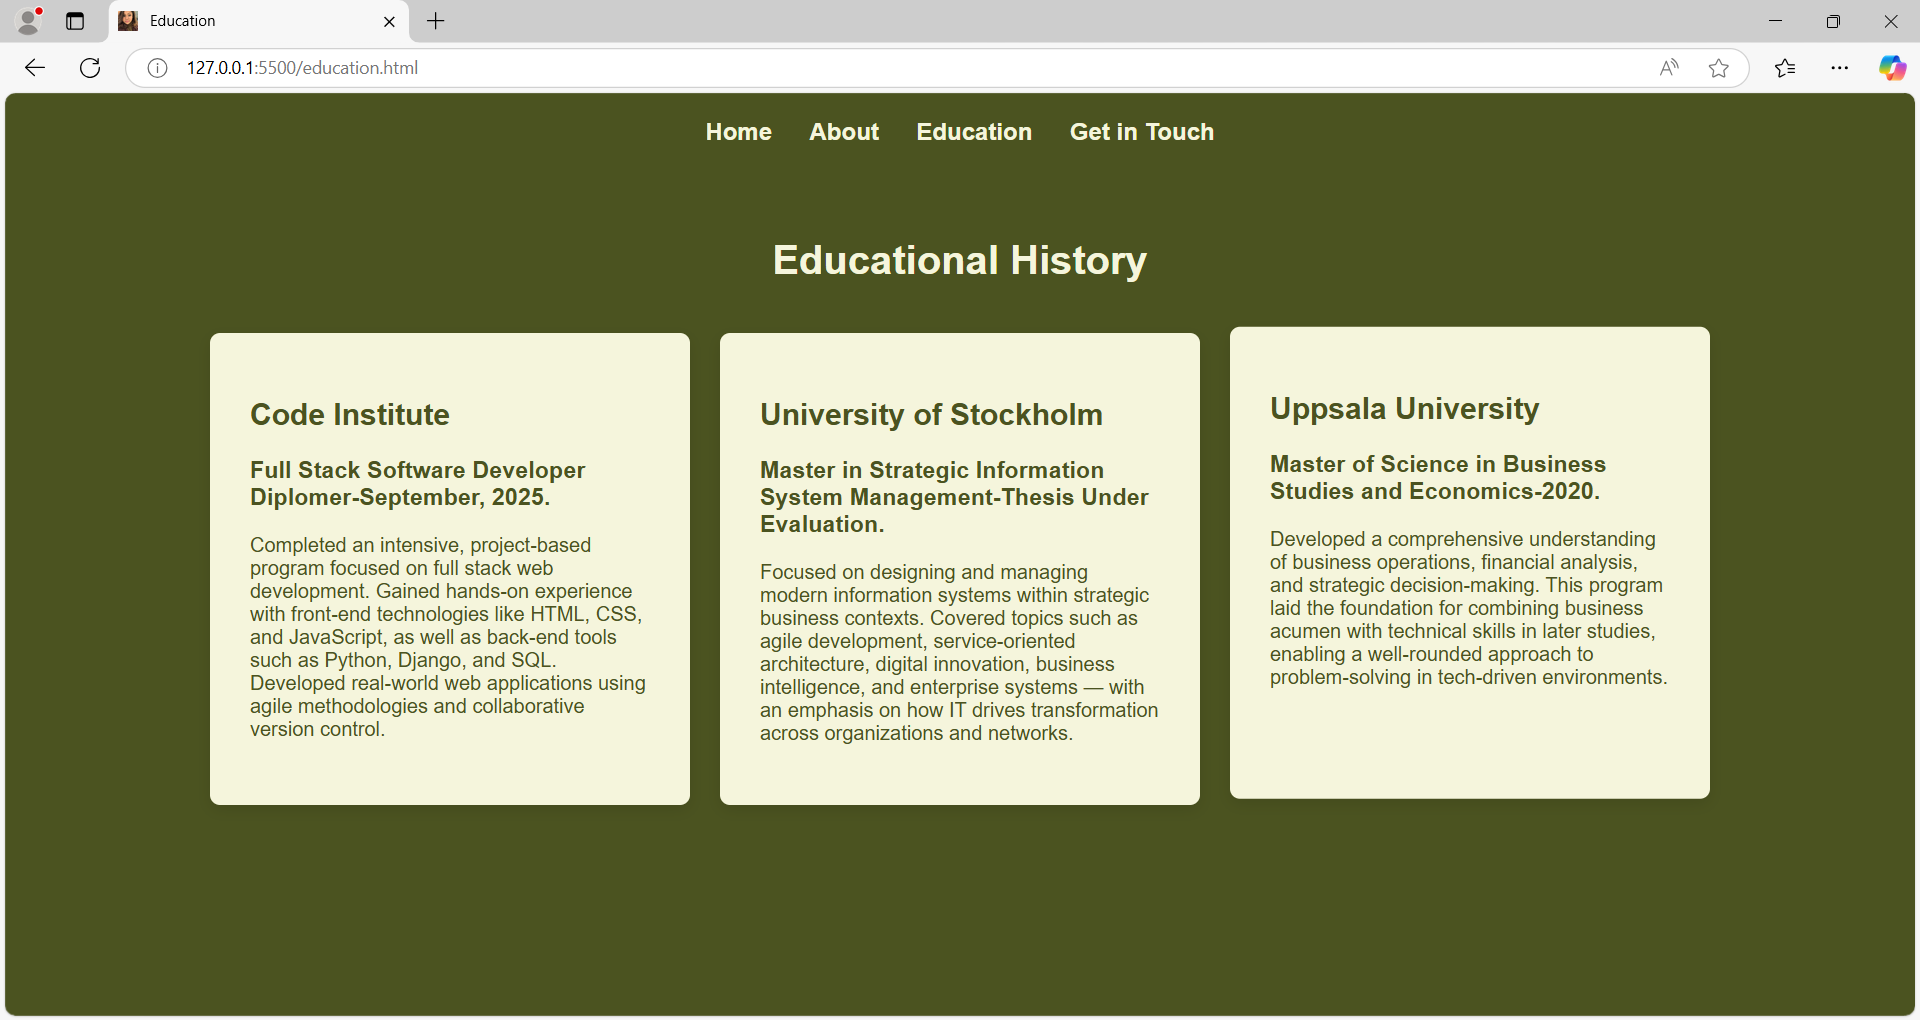 Education
127.0.0.1:5500/education.html
Home About Education Get in Touch
Educational History
Code Institute
Full Stack Software Developer
Diplomer-September, 2025.
Completed an intensive, project-based
program focused on full stack web
development. Gained hands-on experience
with front-end technologies like HTML, CSS,
and JavaScript, as well as back-end tools
such as Python, Django, and SQL.
Developed real-world web applications using
agile methodologies and collaborative
version control.
University of Stockholm
Master in Strategic Information
System Management-Thesis Under
Evaluation.
Focused on designing and managing
modern information systems within strategic
business contexts. Covered topics such as
agile development, service-oriented
architecture, digital innovation, business
intelligence, and enterprise systems — with
an emphasis on how IT drives transformation
across organizations and networks.
Uppsala University
Master of Science in Business
Studies and Economics-2020.
Developed a comprehensive understanding
of business operations, financial analysis,
and strategic decision-making. This program
laid the foundation for combining business
acumen with technical skills in later studies,
enabling a well-rounded approach to
problem-solving in tech-driven environments.